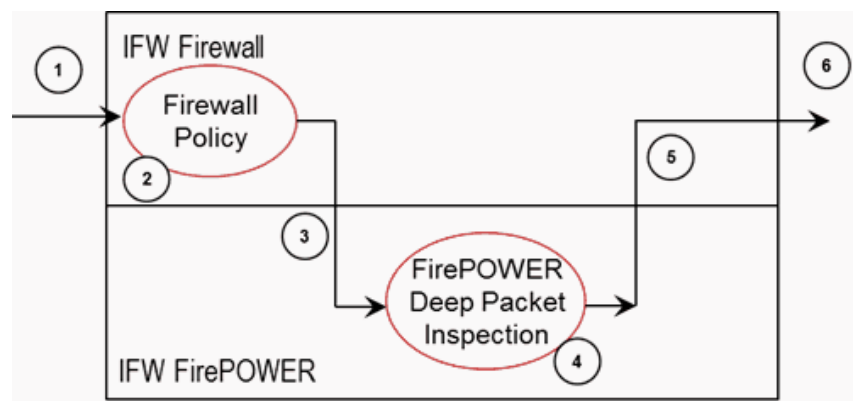 1
IFW Firewall
6
Firewall
Policy
2
5
3
FirePOWER
Deep Packet
Inspection
4
IFW FirePOWER